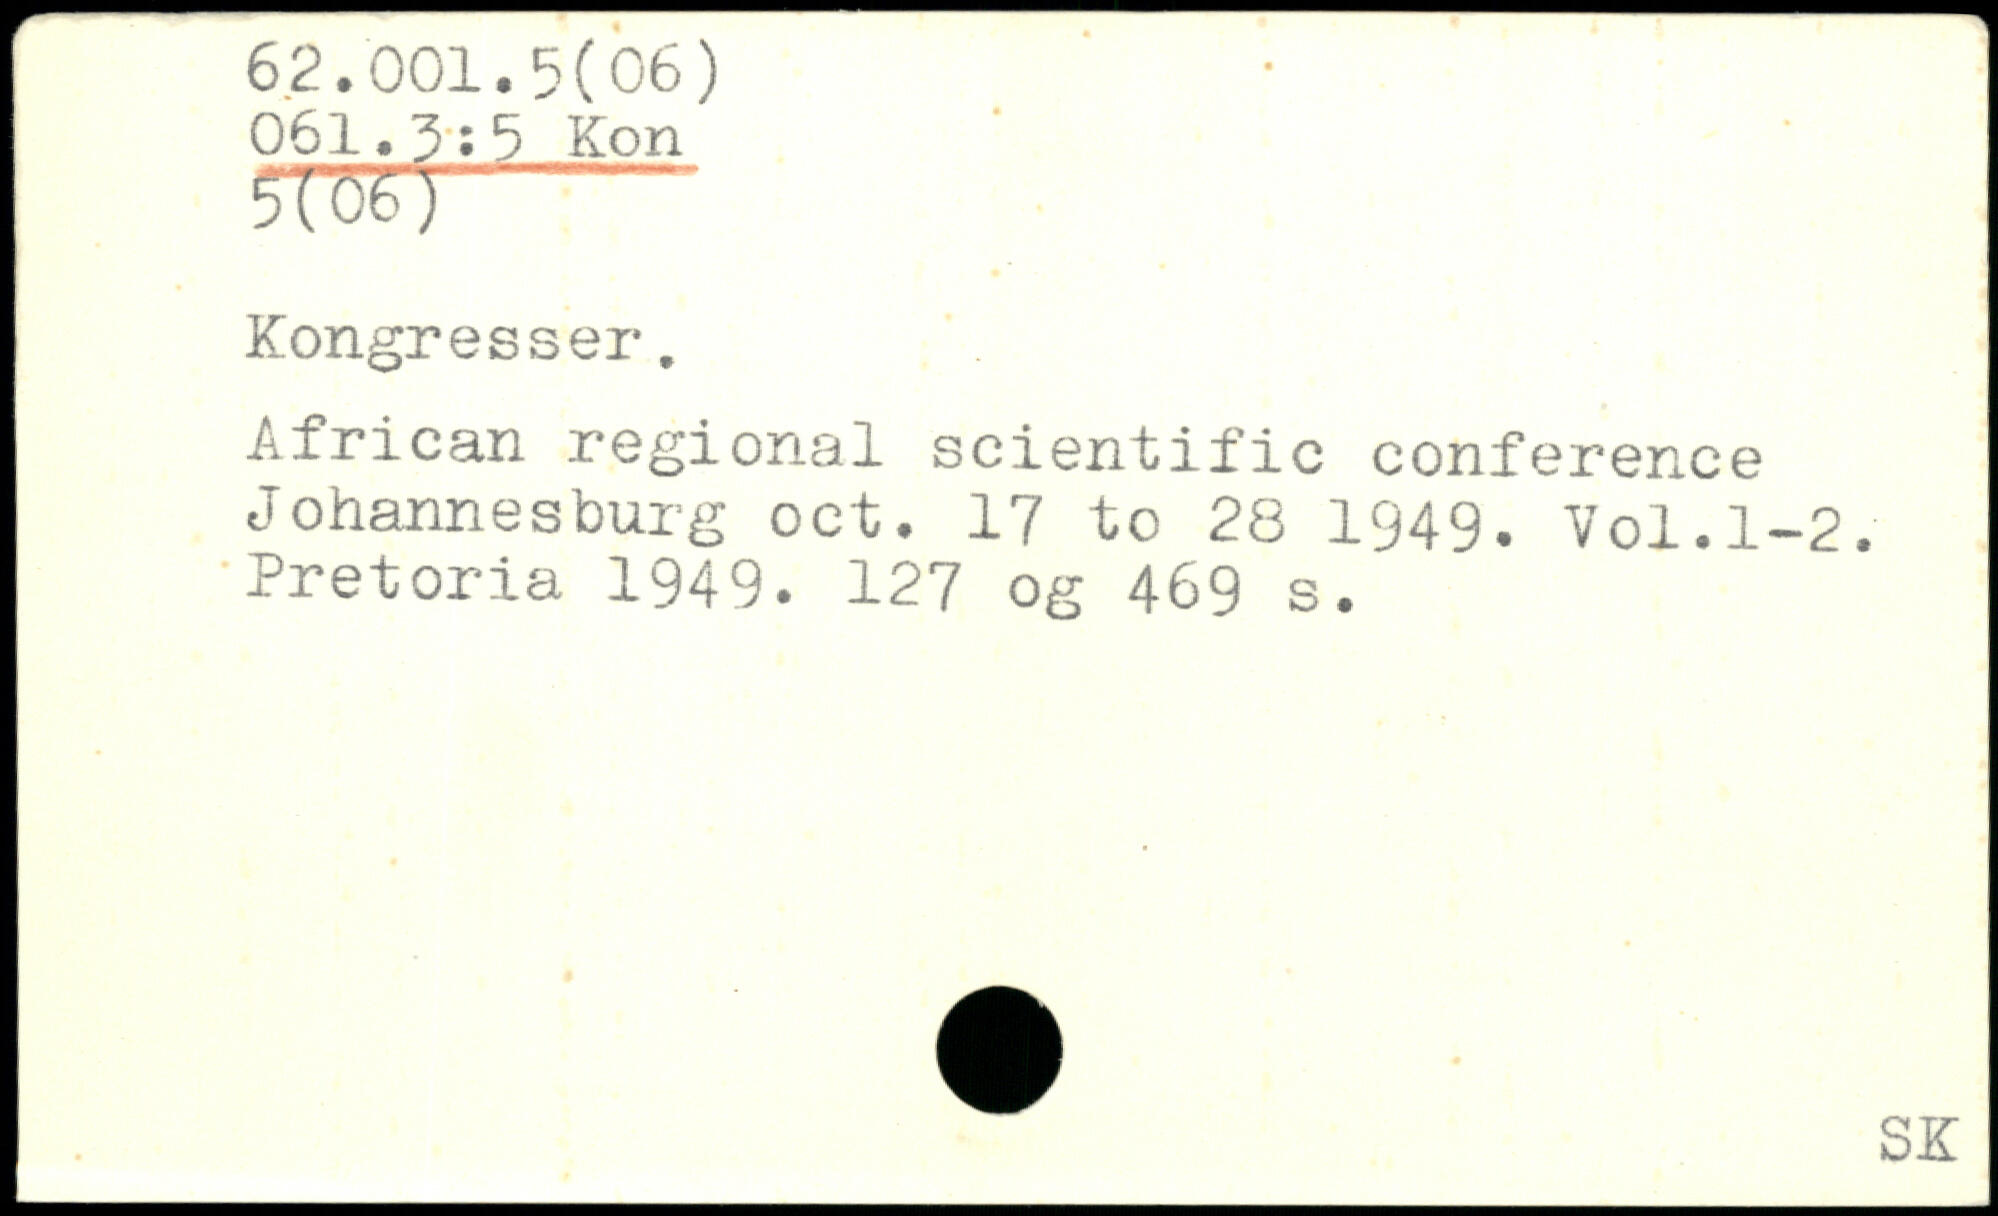 62.001.5(06)
061.3:5 Kon
5(06)
Kongresser.
African regional scientific conference
Johannesburg oct. 17 to 28 1949. Vol.1-2.
Pretoria 1949. 127 og 469 s.
SK